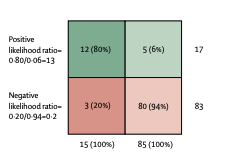 Positive
likelihood ratio=
0·80/0·06=13
12 (80%) 5 (6%) 17
Negative
likelihood ratio=
0·20/0·94=0·2
3 (20%) 80 (94%) 83
15 (100%) 85 (100%)